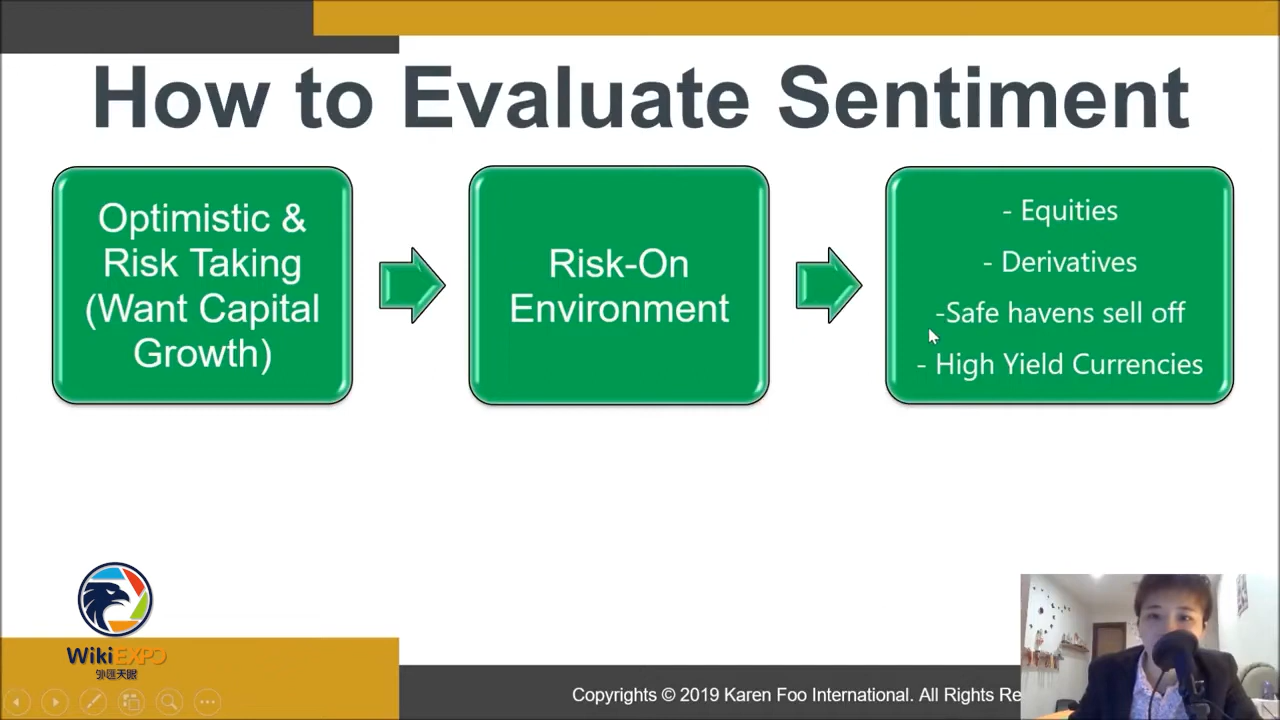 How to Evaluate Sentiment
Optimistic &
Risk Taking
(Want Capital
Growth)
Risk-On
Environment
- Equities
- Derivatives
-Safe havens sell off
- High Yield Currencies
WikiEXPO
外匯天眼
Copyrights © 2019 Karen Foo International. All Rights Re